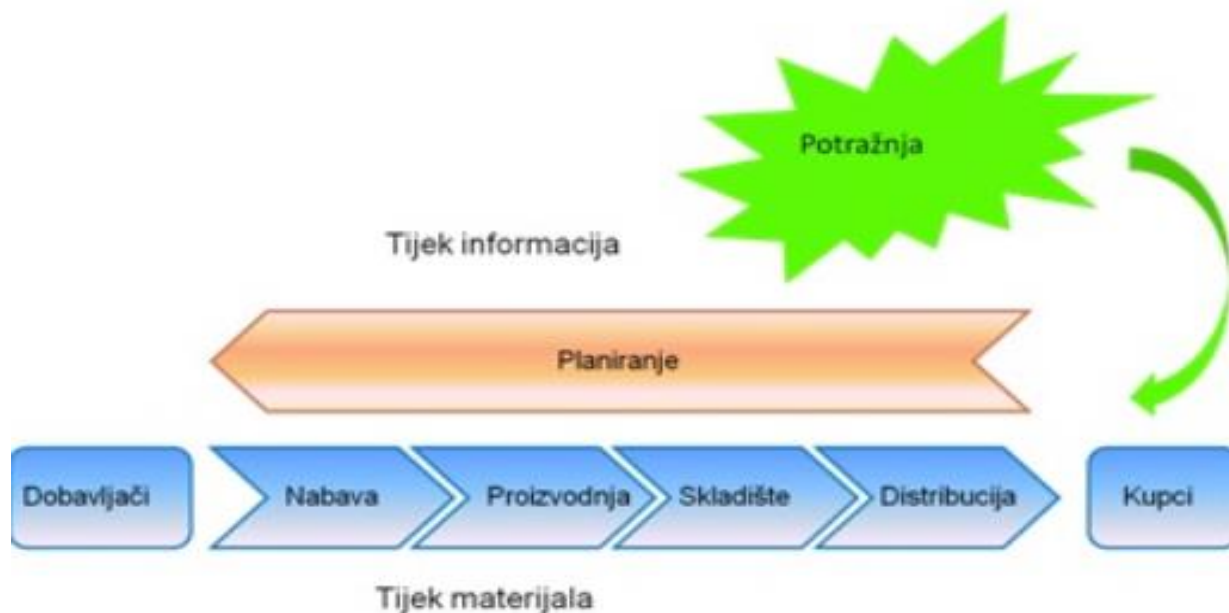 Potražnja
Tijek informacija
Planiranje
Dobavljači
Nabava
Proizvodnja
Skladište
Distribucija
Kupci
Tijek materijala